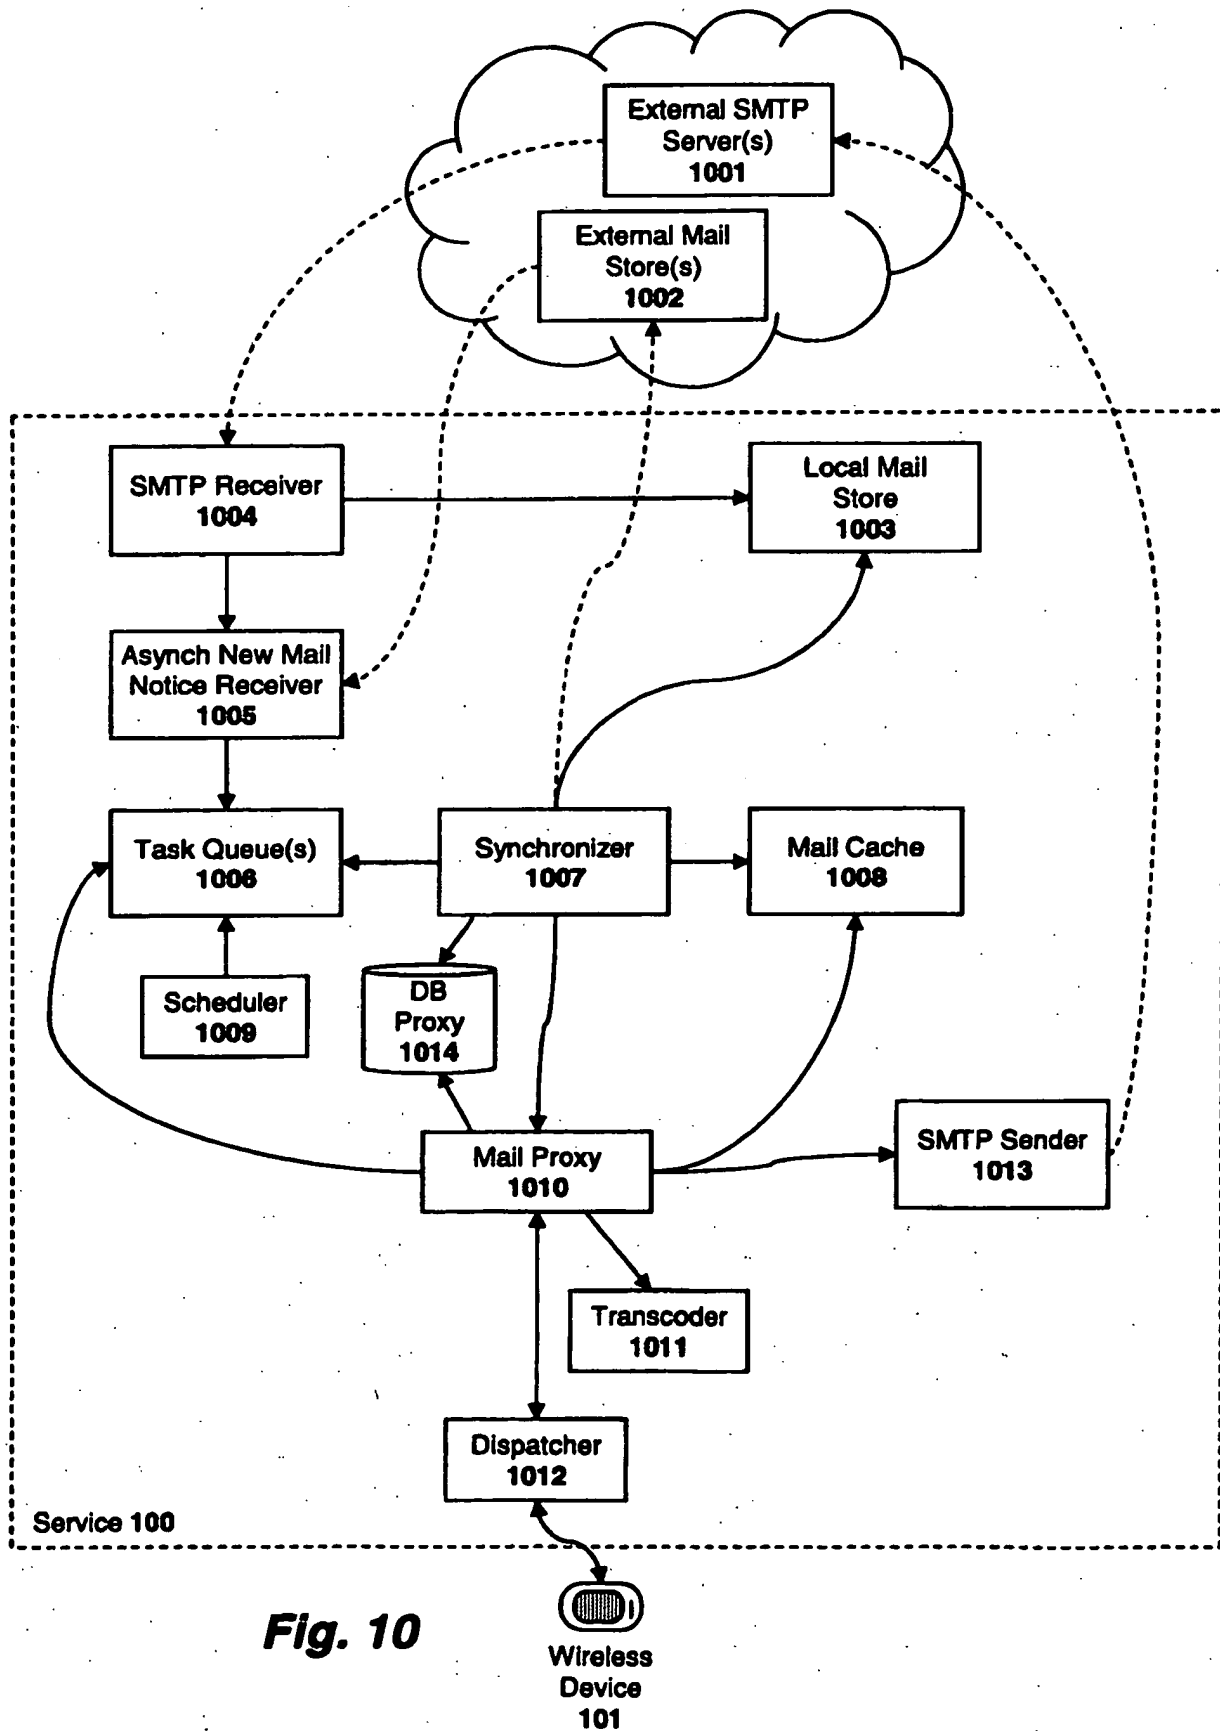 External SMTP
Server(s)
1001
External Mail
Store(s)
1002
SMTP Receiver
1004
Local Mail
Store
1003
Asynch New Mail
Notice Receiver
1005
Task Queue(s)
1006
Synchronizer
1007
Mail Cache
1008
Scheduler
1009
DB
Proxy
1014
Mail Proxy
1010
SMTP Sender
1013
Transcoder
1011
Dispatcher
1012
Service 100
Fig. 10
Wireless
Device
101